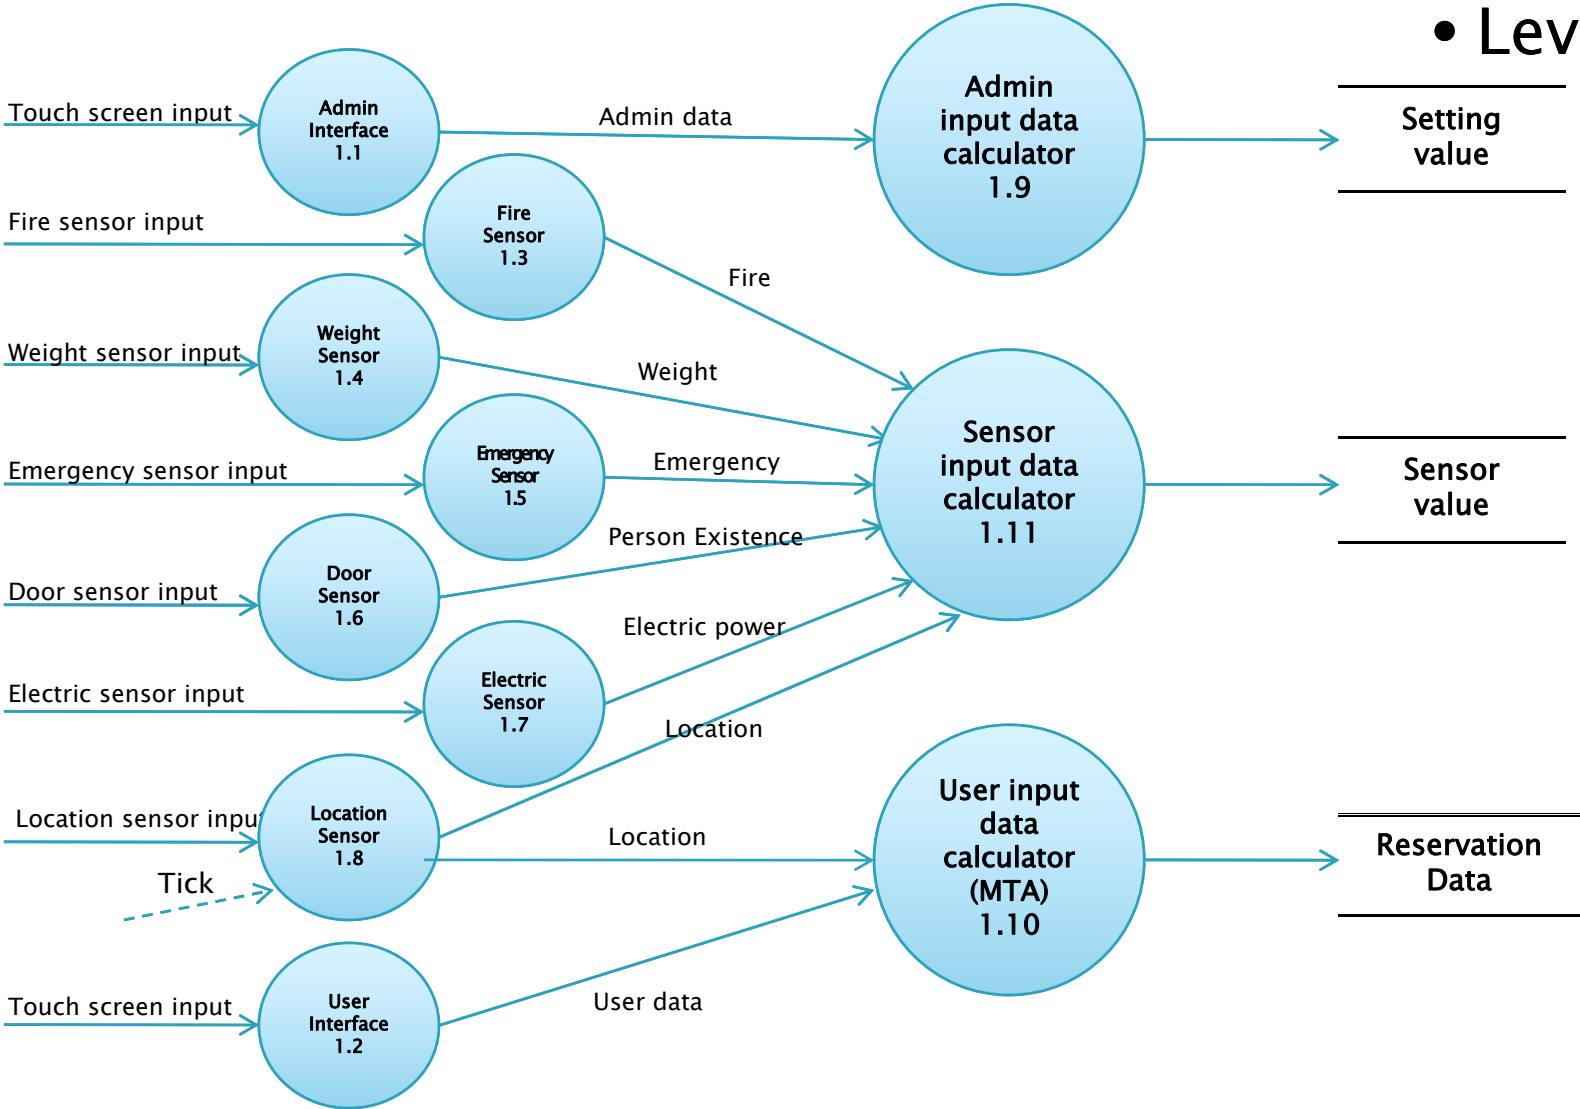 • Lev
Touch screen input
Admin
Interface
1.1
Admin data
Admin
input data
calculator
1.9
Setting
value
Fire sensor input
Fire
Sensor
1.3
Fire
Weight sensor input
Weight
Sensor
1.4
Weight
Sensor
input data
calculator
1.11
Sensor
value
Emergency sensor input
Emergency
Sensor
1.5
Emergency
Person Existence
Door sensor input
Door
Sensor
1.6
Electric power
Electric sensor input
Electric
Sensor
1.7
Location
Location sensor input
Location
Sensor
1.8
Location
User input
data
calculator
(MTA)
1.10
Reservation
Data
Tick
Touch screen input
User
Interface
1.2
User data